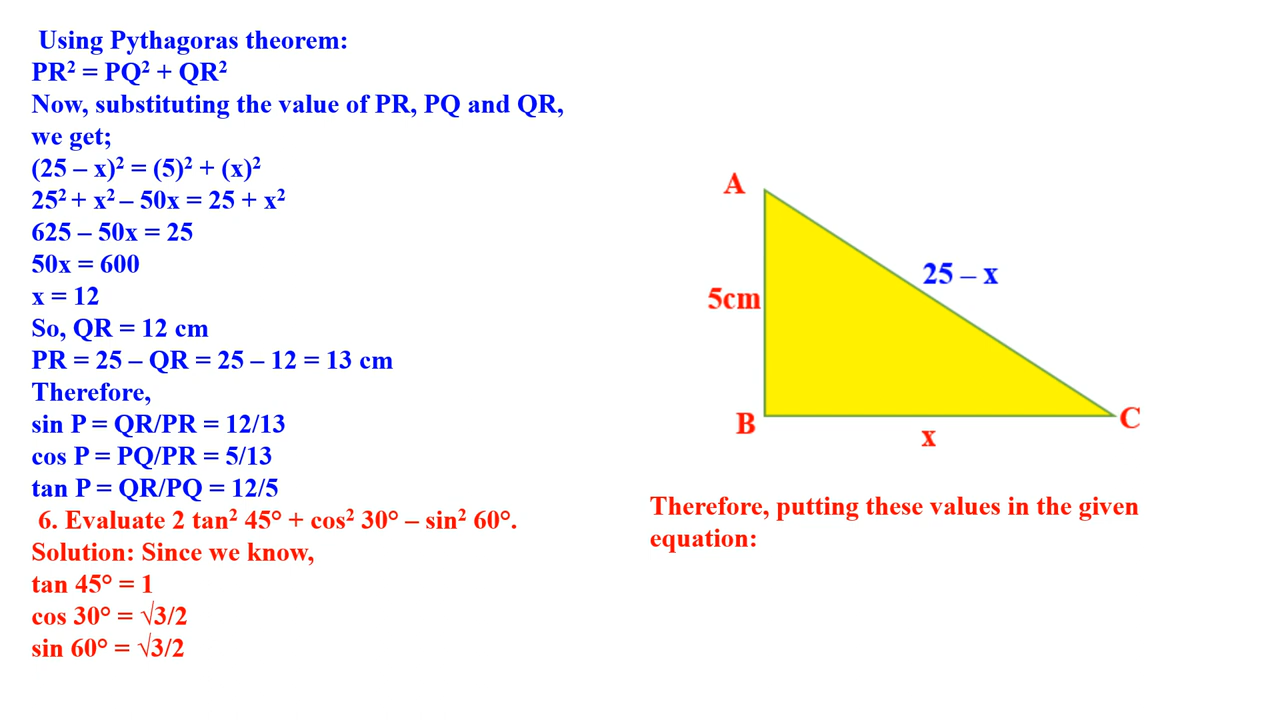 Using Pythagoras theorem:
PR² = PQ² + QR²
Now, substituting the value of PR, PQ and QR,
we get;
(25 – x)² = (5)² + (x)²
25² + x² – 50x = 25 + x²
625 – 50x = 25
50x = 600
x = 12
So, QR = 12 cm
PR = 25 – QR = 25 – 12 = 13 cm
Therefore,
sin P = QR/PR = 12/13
cos P = PQ/PR = 5/13
tan P = QR/PQ = 12/5
6. Evaluate 2 tan² 45° + cos² 30° – sin² 60°.
Solution: Since we know,
tan 45° = 1
cos 30° = √3/2
sin 60° = √3/2
A
25 – x
5cm
B
C
x
Therefore, putting these values in the given
equation: